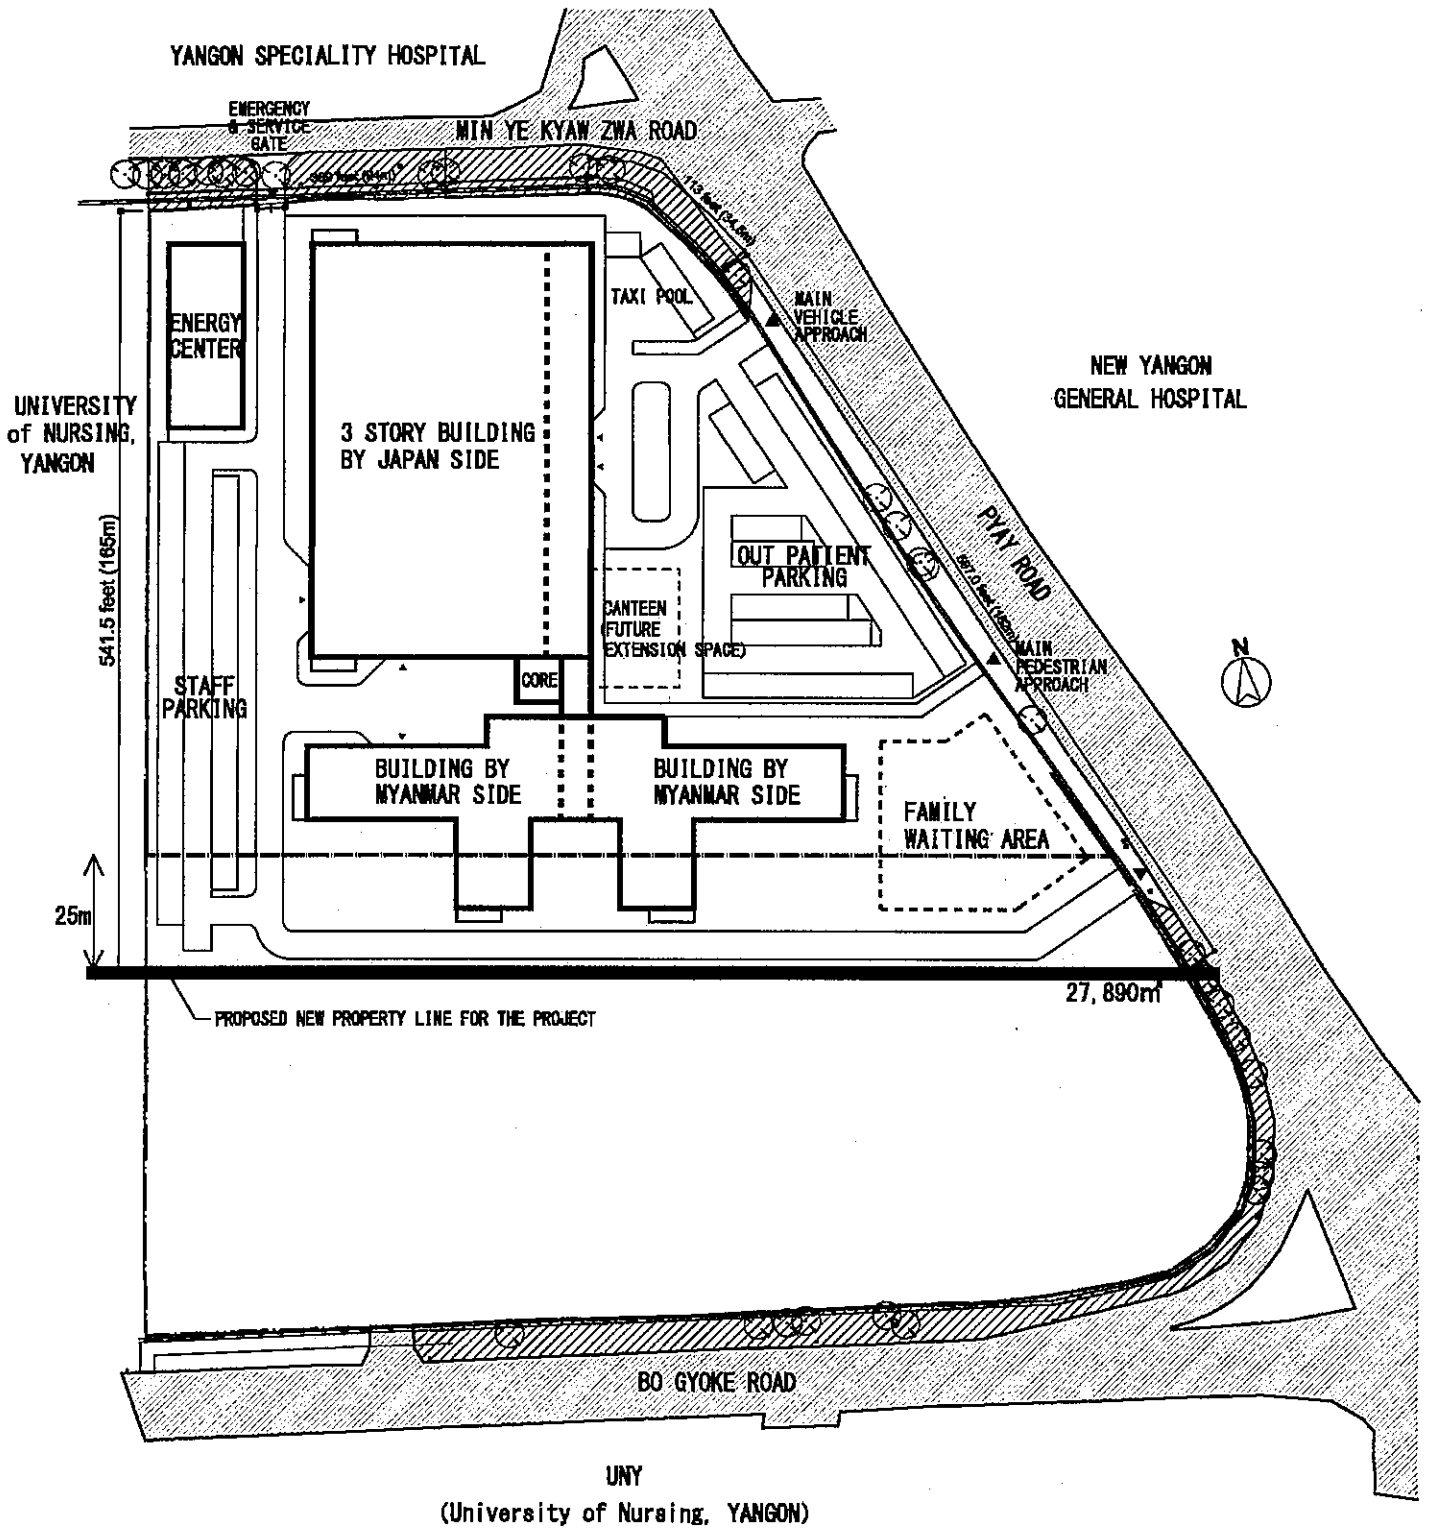 YANGON SPECIALITY HOSPITAL
EMERGENCY
& SERVICE
GATE
MIN YE KYAW ZWA ROAD
113 feet (34.5m)
TAXI POOL
MAIN
VEHICLE
APPROACH
ENERGY
CENTER
NEW YANGON
GENERAL HOSPITAL
UNIVERSITY
of NURSING,
YANGON
3 STORY BUILDING
BY JAPAN SIDE
PYAY ROAD
OUT PATIENT
PARKING
541.5 feet (165m)
CANTEEN
(FUTURE
EXTENSION SPACE)
MAIN
PEDESTRIAN
APPROACH
N
CORE
STAFF
PARKING
BUILDING BY
MYANMAR SIDE
BUILDING BY
MYANMAR SIDE
FAMILY
WAITING AREA
25m
27,890㎡
PROPOSED NEW PROPERTY LINE FOR THE PROJECT
BO GYOKE ROAD
UNY
(University of Nursing, YANGON)